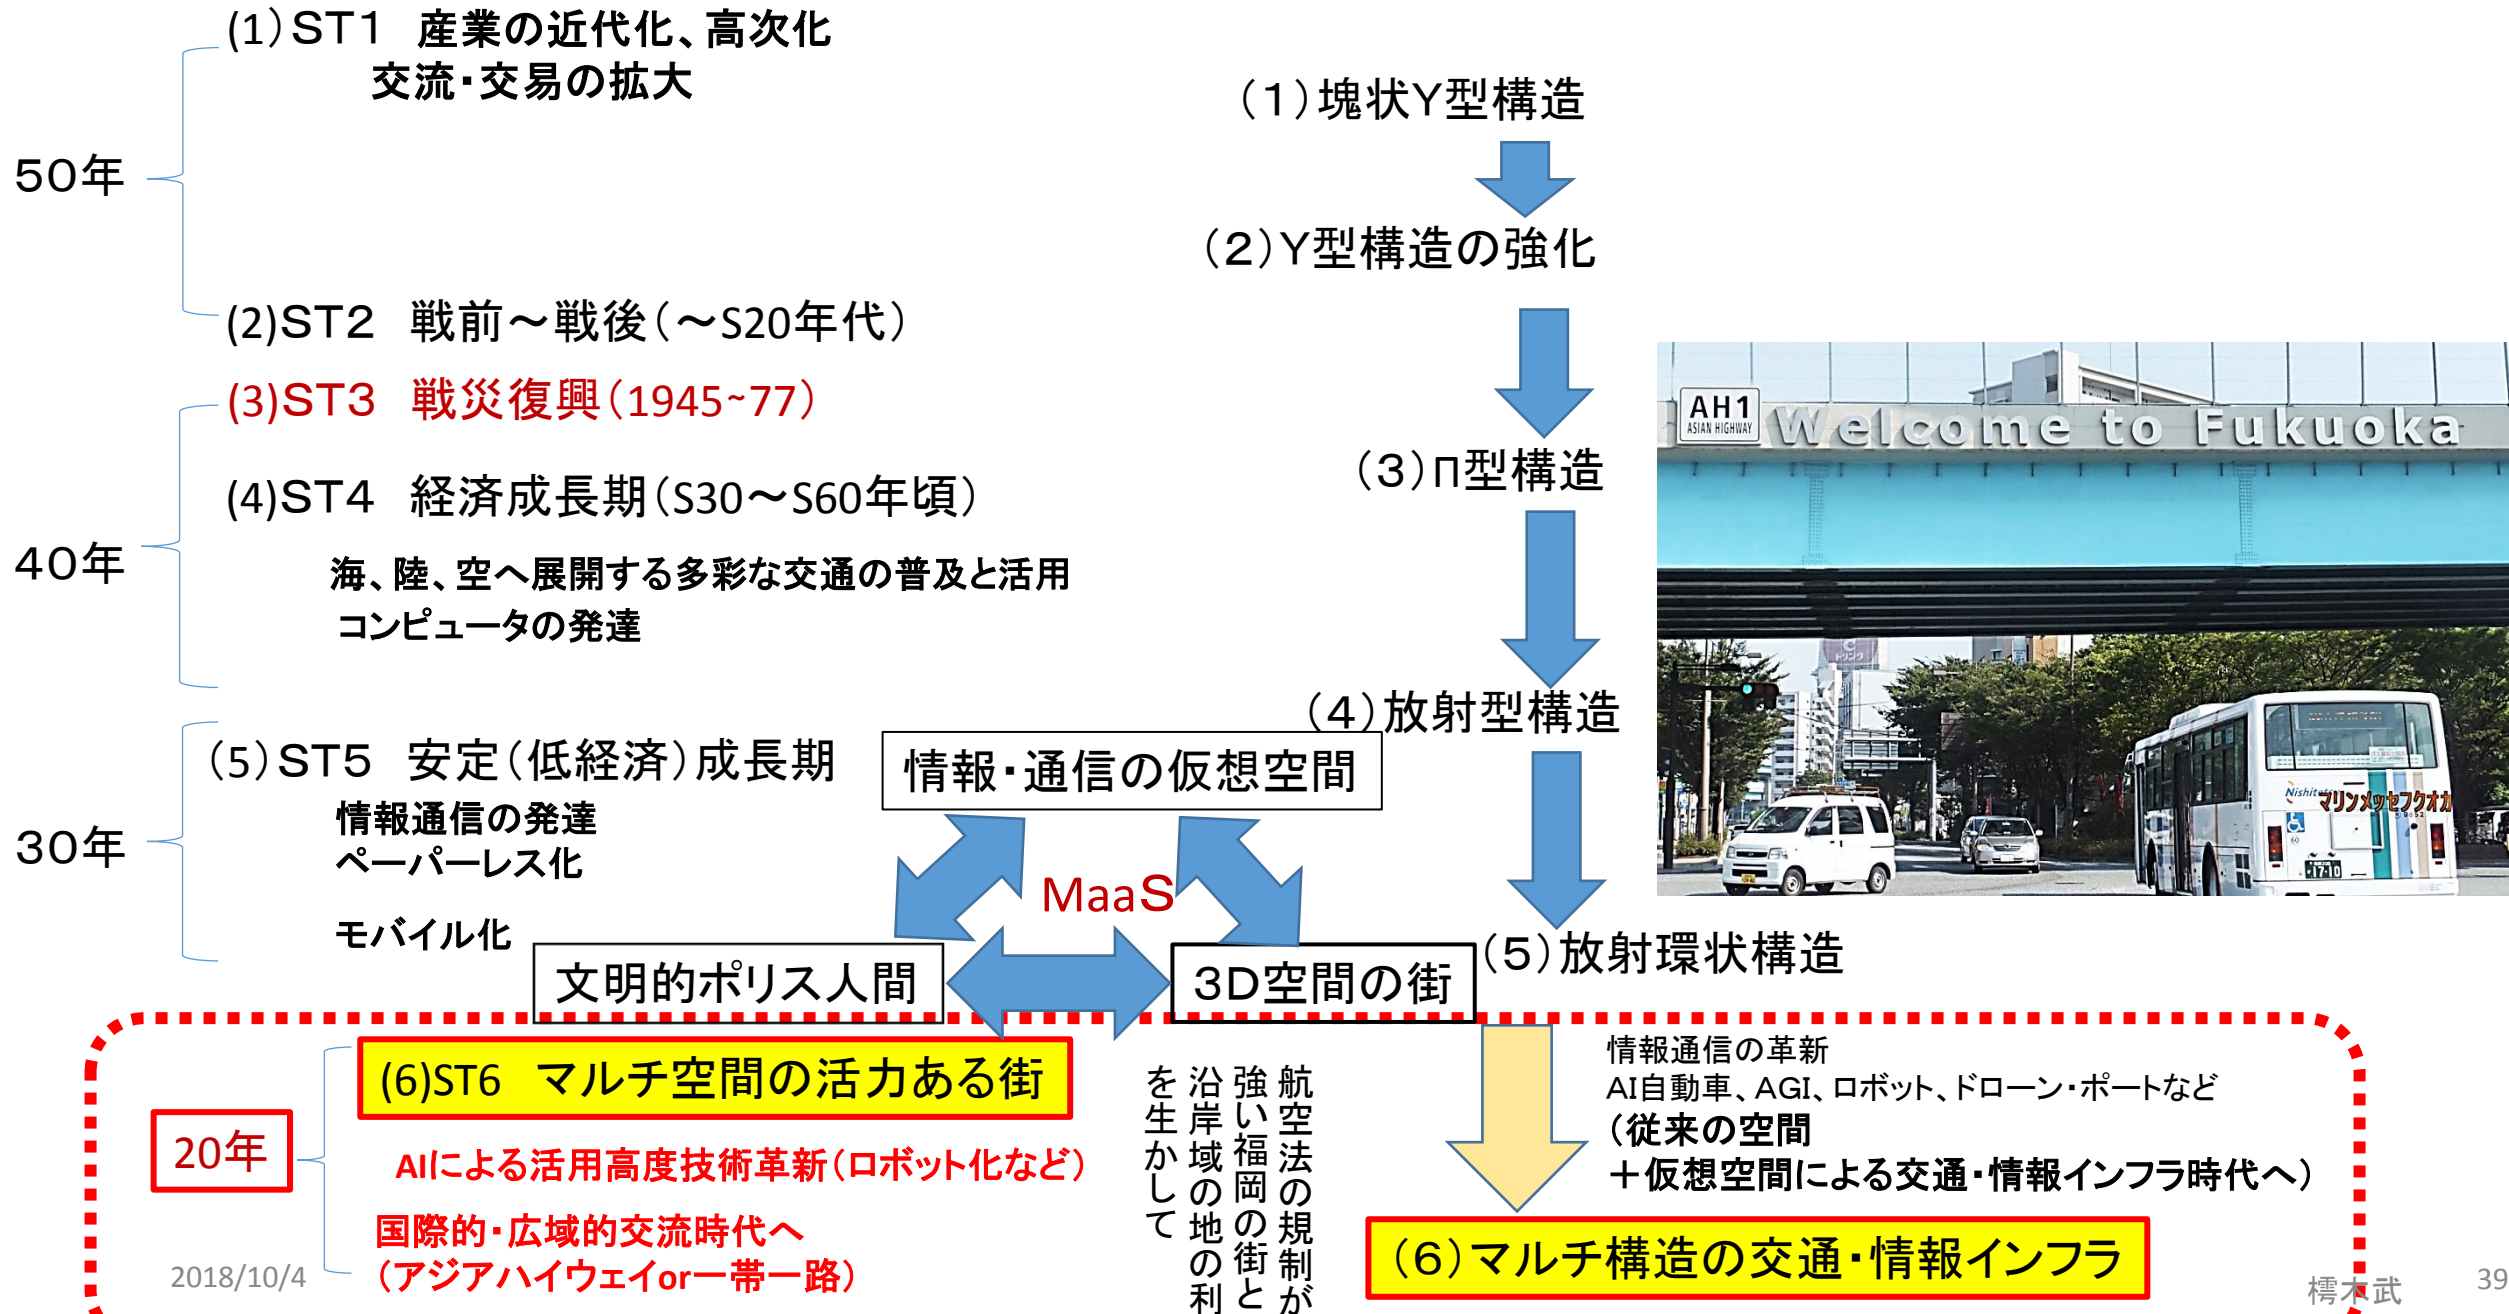 (1)ST1 産業の近代化、高次化
交流・交易の拡大
50年
(2)ST2 戦前～戦後(～S20年代)
(3)ST3 戦災復興(1945~77)
(4)ST4 経済成長期(S30～S60年頃)
40年
海、陸、空へ展開する多彩な交通の普及と活用
コンピュータの発達
(5)ST5 安定(低経済)成長期
30年
情報通信の発達
ペーパーレス化
モバイル化
(1)塊状Y型構造
(2)Y型構造の強化
(3)п型構造
(4)放射型構造
(5)放射環状構造
AH1
ASIAN HIGHWAY
Welcome to Fukuoka
マリンメッセフクオカ
17-10
情報・通信の仮想空間
MaaS
文明的ポリス人間
3D空間の街
(6)ST6 マルチ空間の活力ある街
20年
AIによる活用高度技術革新(ロボット化など)
国際的・広域的交流時代へ
(アジアハイウェイor一帯一路)
航空法の規制が
強い福岡の街と
沿岸域の地の利
を生かして
情報通信の革新
AI自動車、AGI、ロボット、ドローン・ポートなど
(従来の空間
＋仮想空間による交通・情報インフラ時代へ)
(6)マルチ構造の交通・情報インフラ
2018/10/4
樗木武
39